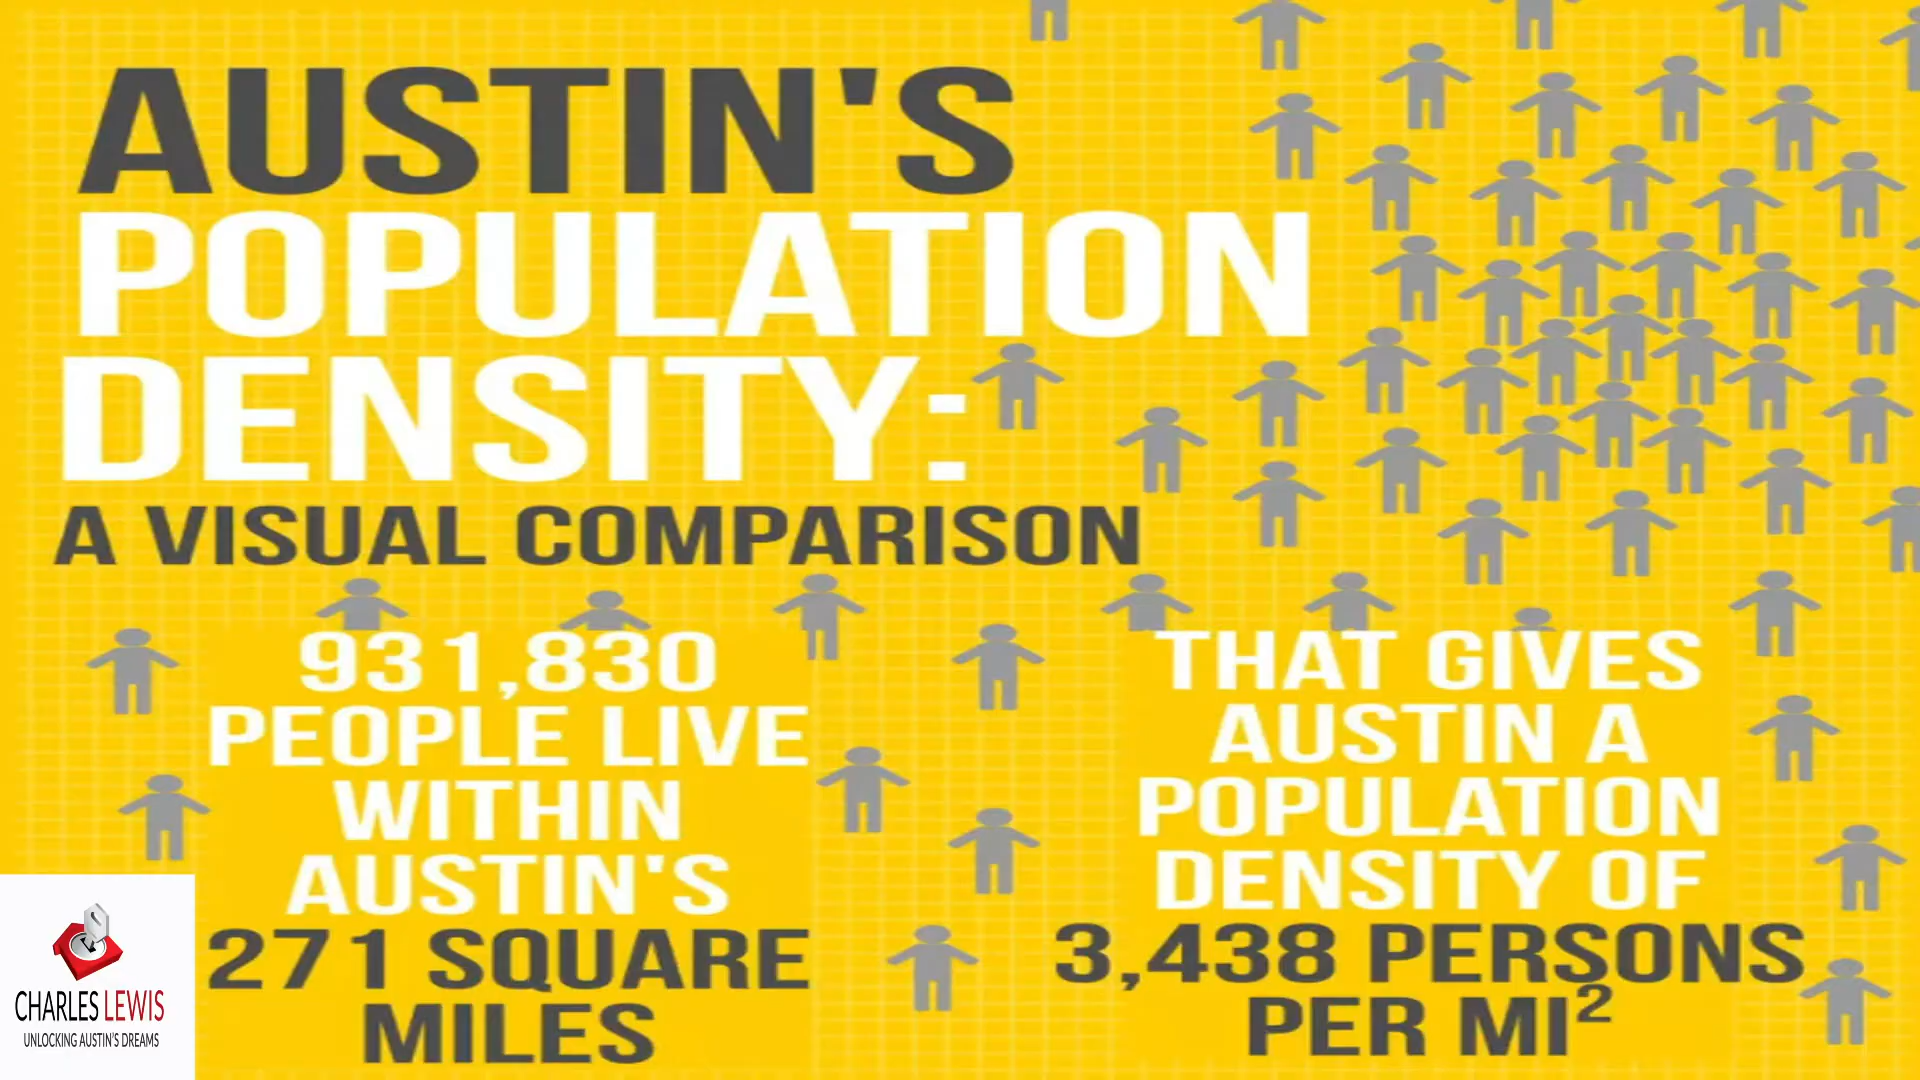 AUSTIN'S
POPULATION
DENSITY:
A VISUAL COMPARISON
931,830
PEOPLE LIVE
WITHIN
AUSTIN'S
271 SQUARE
MILES
THAT GIVES
AUSTIN A
POPULATION
DENSITY OF
3,438 PERSONS
PER MI²
CHARLES LEWIS
UNLOCKING AUSTIN'S DREAMS